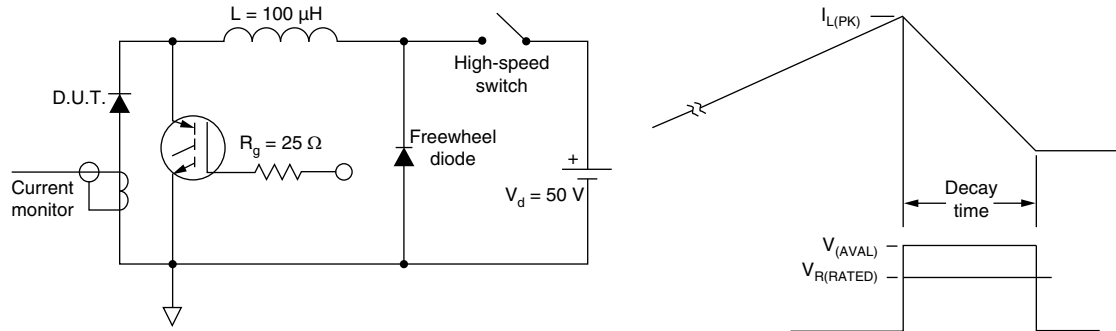 L = 100 µH
D.U.T.
Current
monitor
R_g = 25 Ω
Freewheel
diode
High-speed
switch
+
V_d = 50 V
I_L(PK)
Decay
time
V_(AVAL)
V_R(RATED)